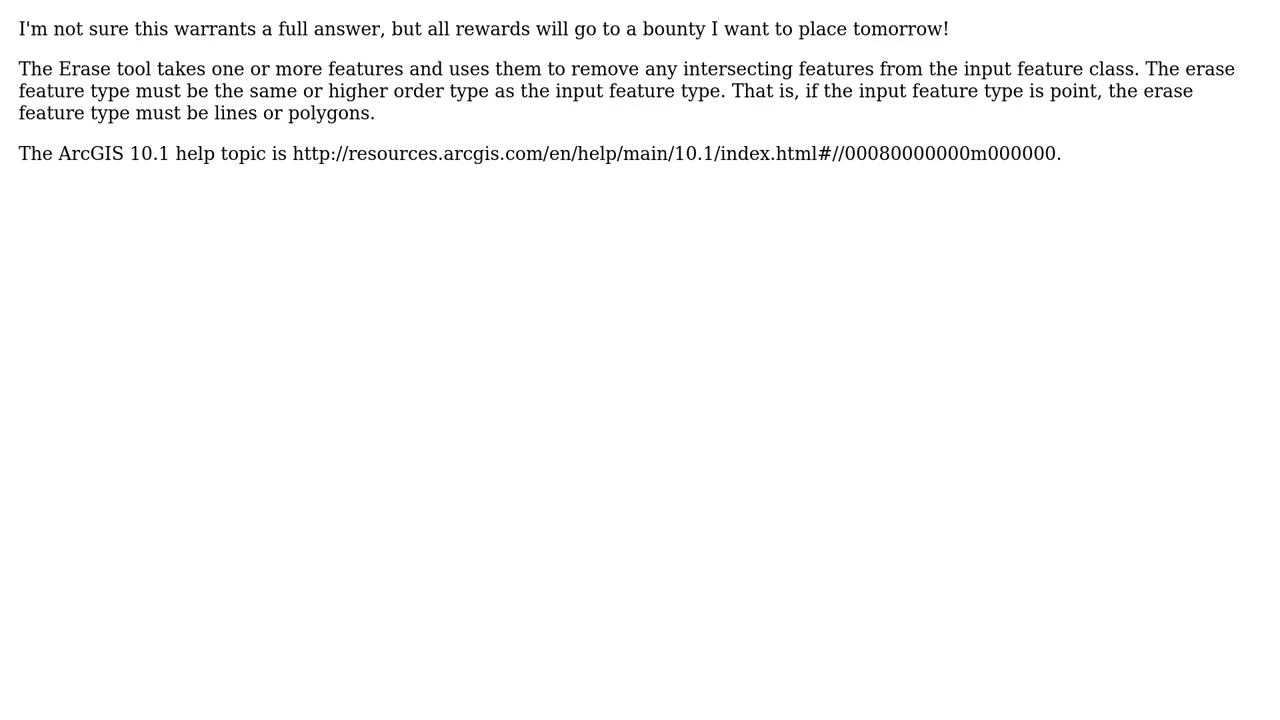 I'm not sure this warrants a full answer, but all rewards will go to a bounty I want to place tomorrow!
The Erase tool takes one or more features and uses them to remove any intersecting features from the input feature class. The erase
feature type must be the same or higher order type as the input feature type. That is, if the input feature type is point, the erase
feature type must be lines or polygons.
The ArcGIS 10.1 help topic is http://resources.arcgis.com/en/help/main/10.1/index.html#//00080000000m000000.